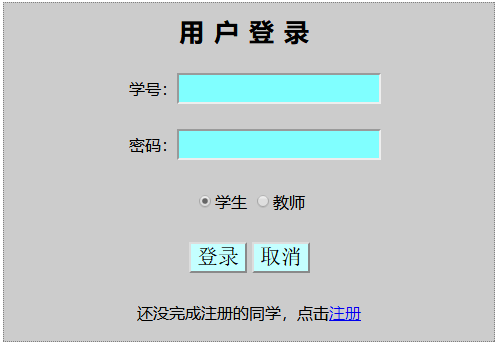 用 户 登 录
学号：
密码：
学生 教师
登录 取消
还没完成注册的同学，点击注册